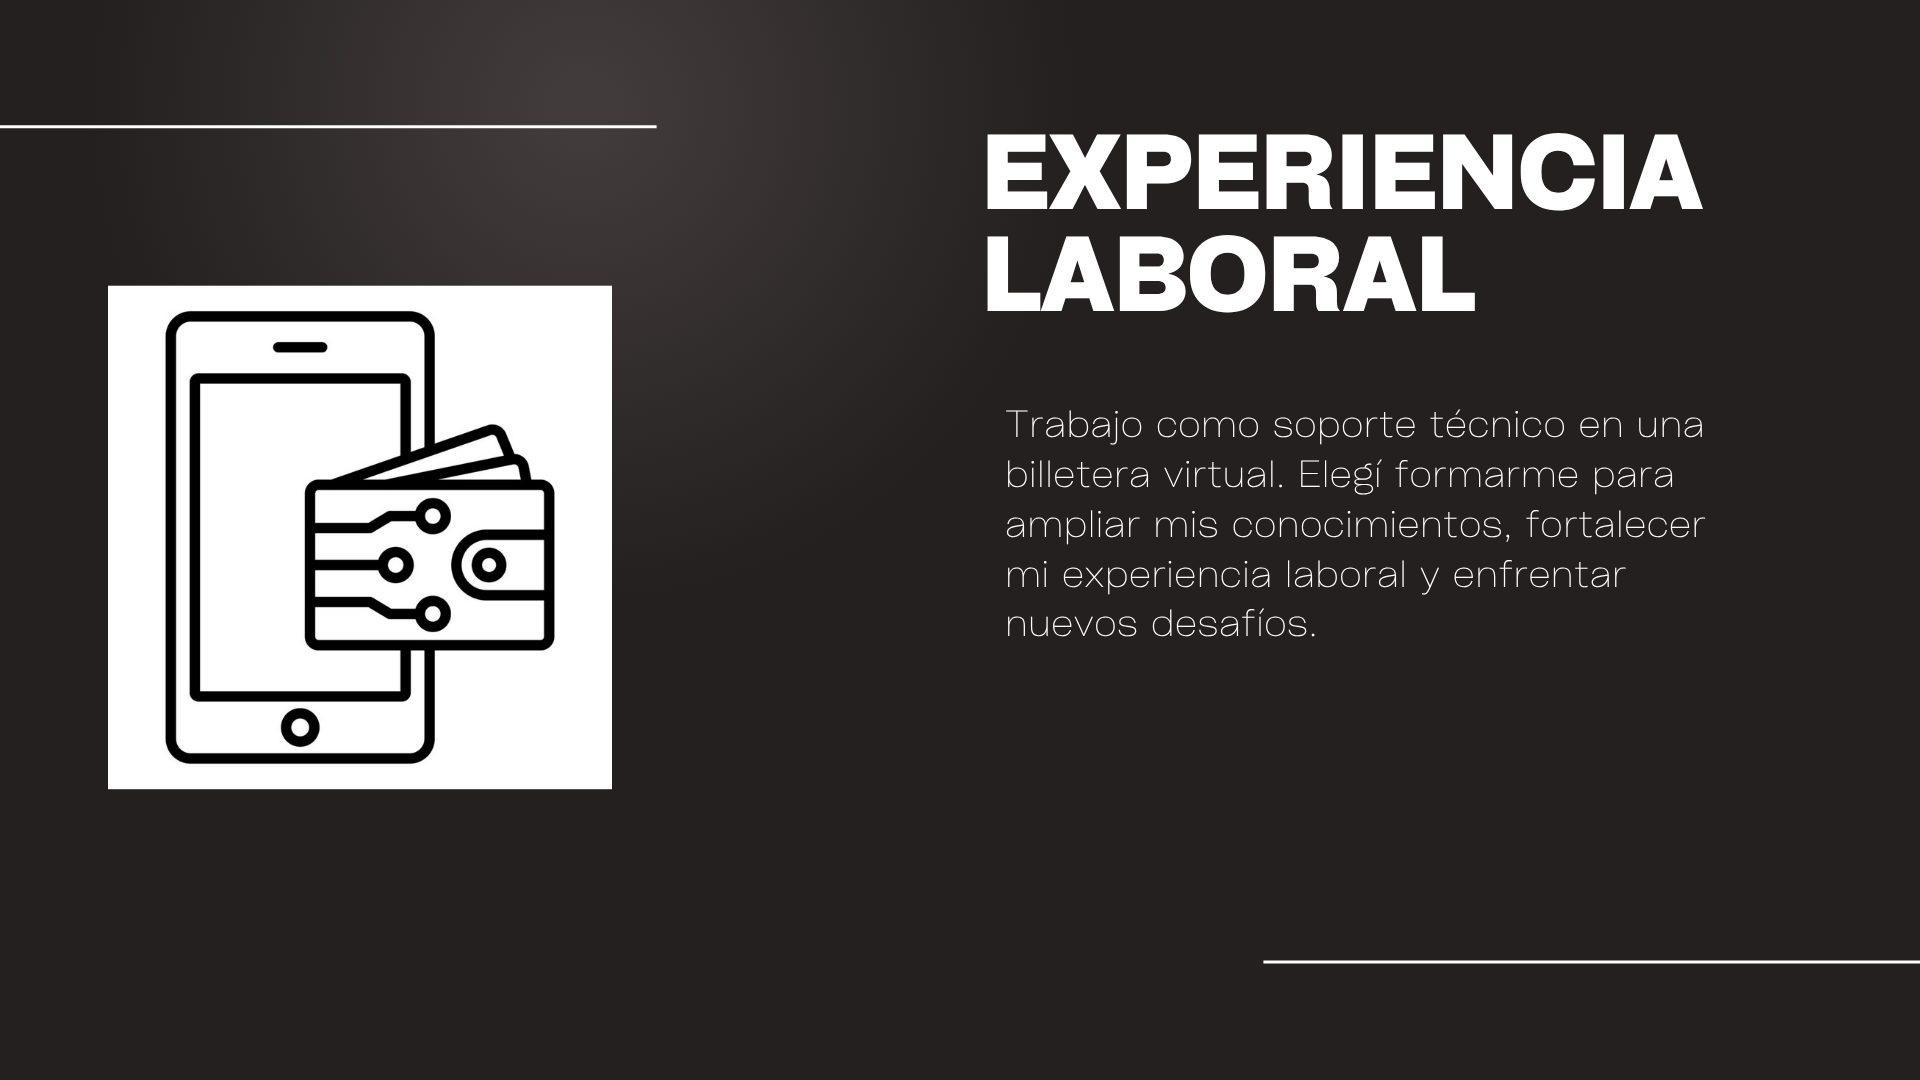 EXPERIENCIA
LABORAL
Trabajo como soporte técnico en una
billetera virtual. Elegí formarme para
ampliar mis conocimientos, fortalecer
mi experiencia laboral y enfrentar
nuevos desafíos.